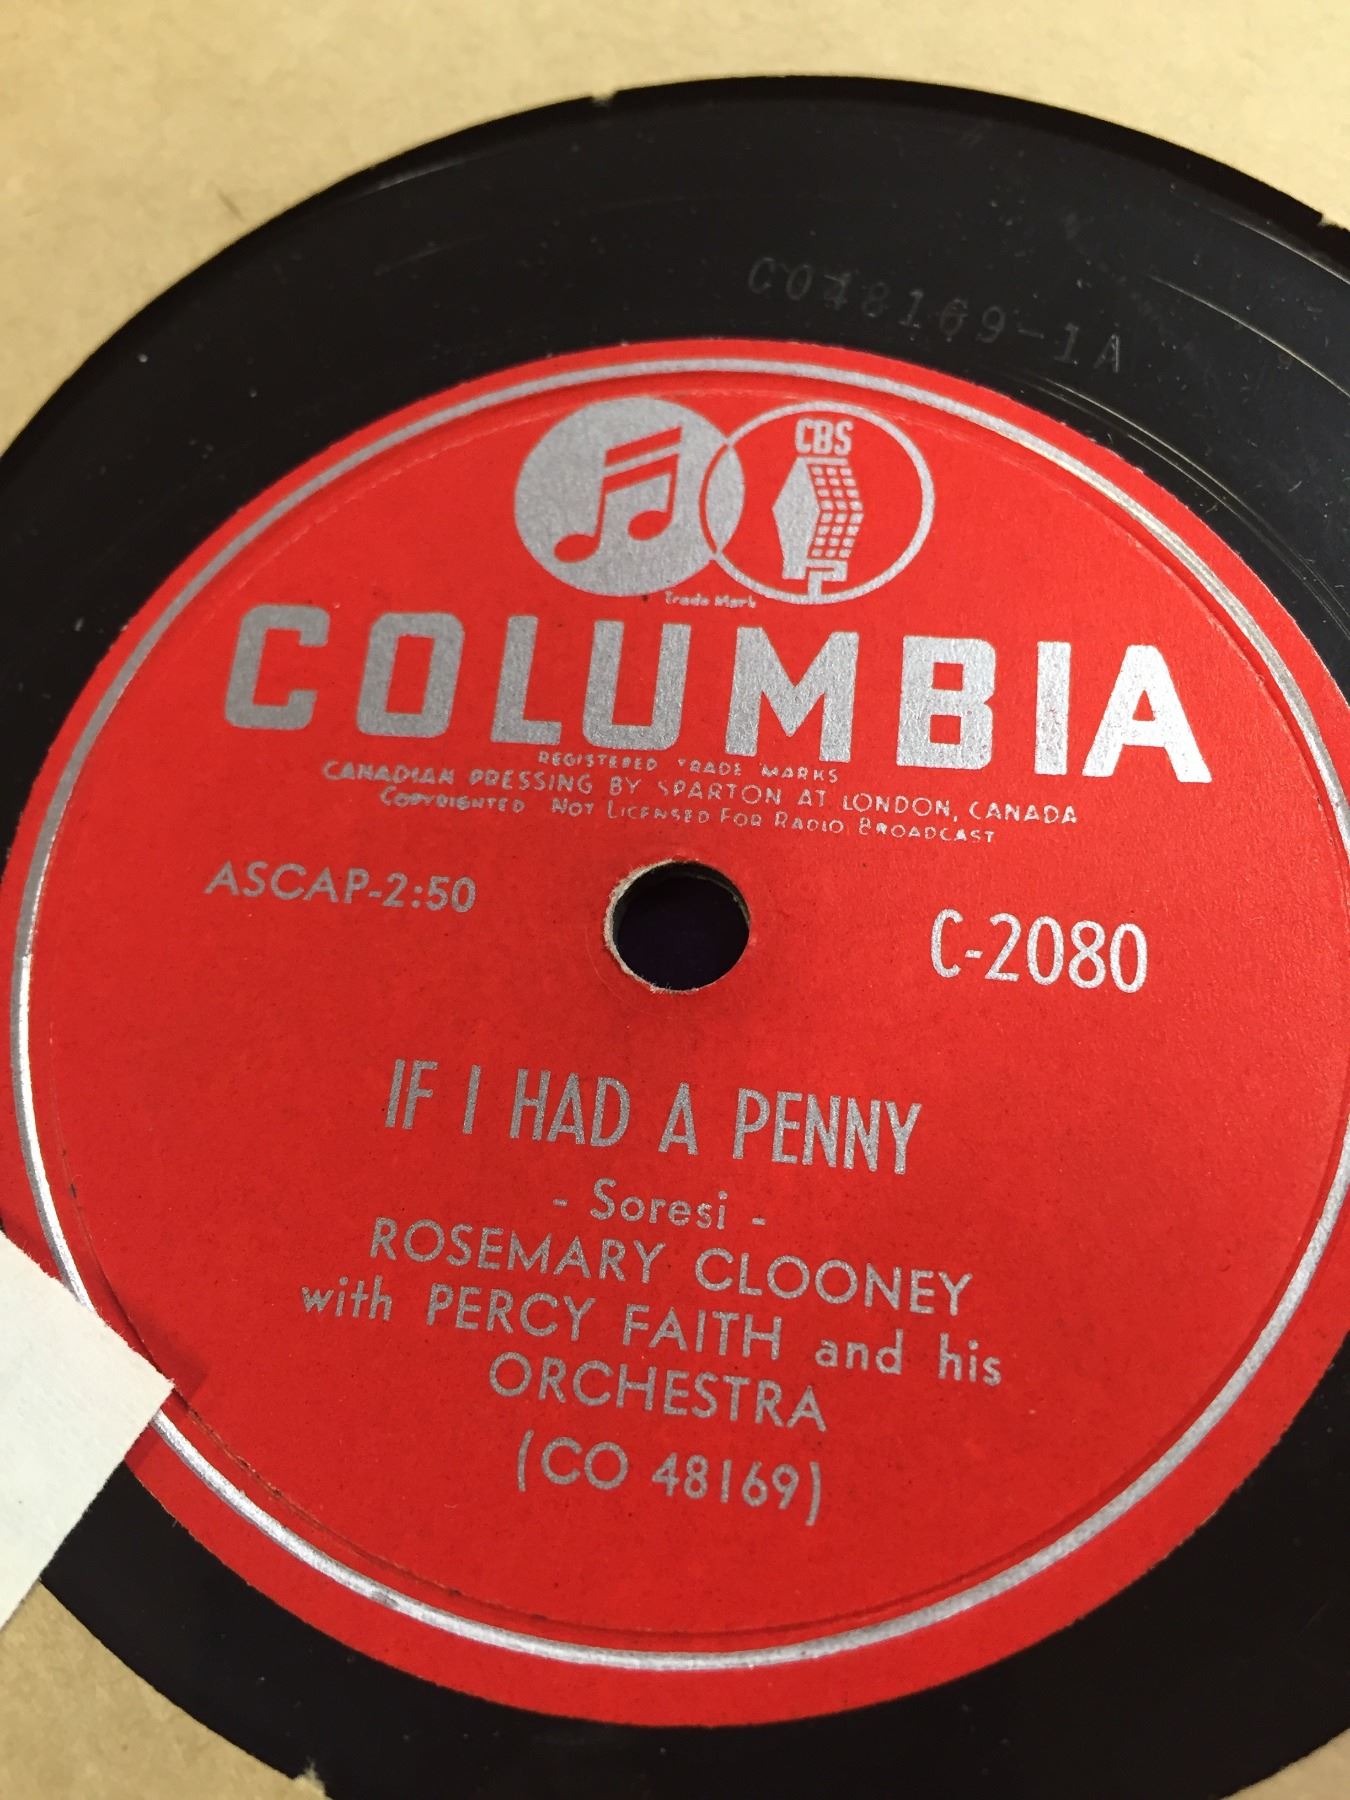 CO48169-1A
CBS
Trade Mark
COLUMBIA
REGISTERED TRADE MARKS
CANADIAN PRESSING BY SPARTON AT LONDON, CANADA
COPYRIGHTED NOT LICENSED FOR RADIO BROADCAST
ASCAP-2:50
C-2080
IF I HAD A PENNY
- Soresi -
ROSEMARY CLOONEY
with PERCY FAITH and his
ORCHESTRA
(CO 48169)